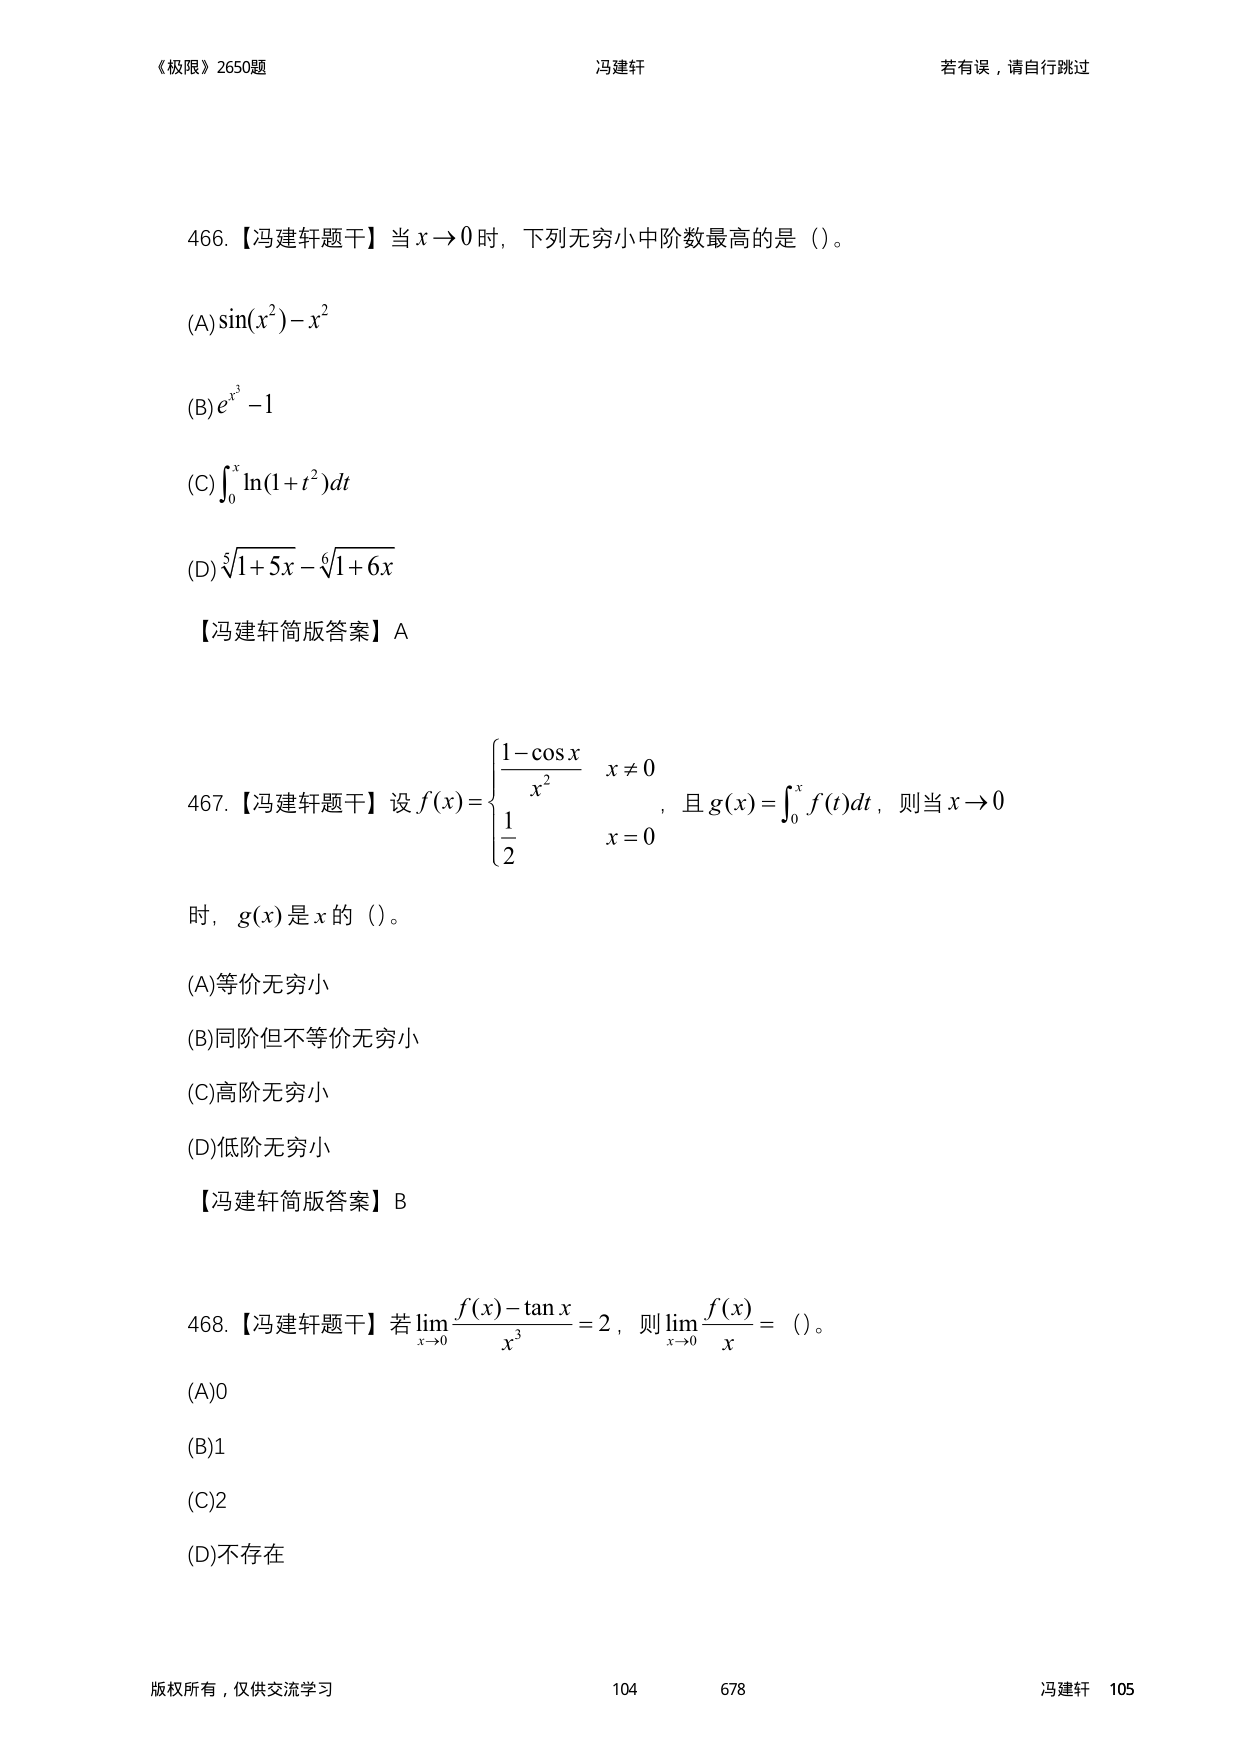 《极限》2650题 冯建轩 若有误，请自行跳过
466.【冯建轩题干】当 x→0 时，下列无穷小中阶数最高的是（）。
(A) sin(x²) − x²
(B) e^{x³} − 1
(C) ∫₀ˣ ln(1 + t²)dt
(D) ⁵√(1+5x) − ⁶√(1+6x)
【冯建轩简版答案】A
467.【冯建轩题干】设 f(x) = { (1−cos x)/x² x ≠ 0; 1/2 x = 0 ，且 g(x) = ∫₀ˣ f(t)dt，则当 x→0
时， g(x) 是 x 的（）。
(A)等价无穷小
(B)同阶但不等价无穷小
(C)高阶无穷小
(D)低阶无穷小
【冯建轩简版答案】B
468.【冯建轩题干】若 lim_{x→0} (f(x) − tan x)/x³ = 2，则 lim_{x→0} f(x)/x = （）。
(A)0
(B)1
(C)2
(D)不存在
版权所有，仅供交流学习 104 678 冯建轩 105